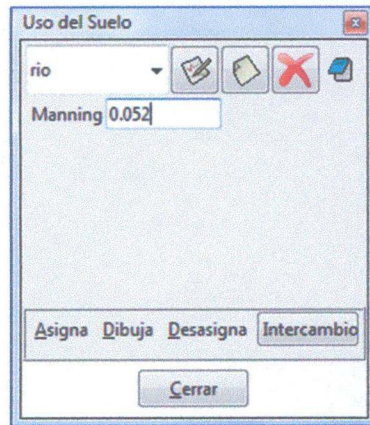 Uso del Suelo
rio
Manning 0.052
Asigna Dibuja Desasigna Intercambio
Cerrar